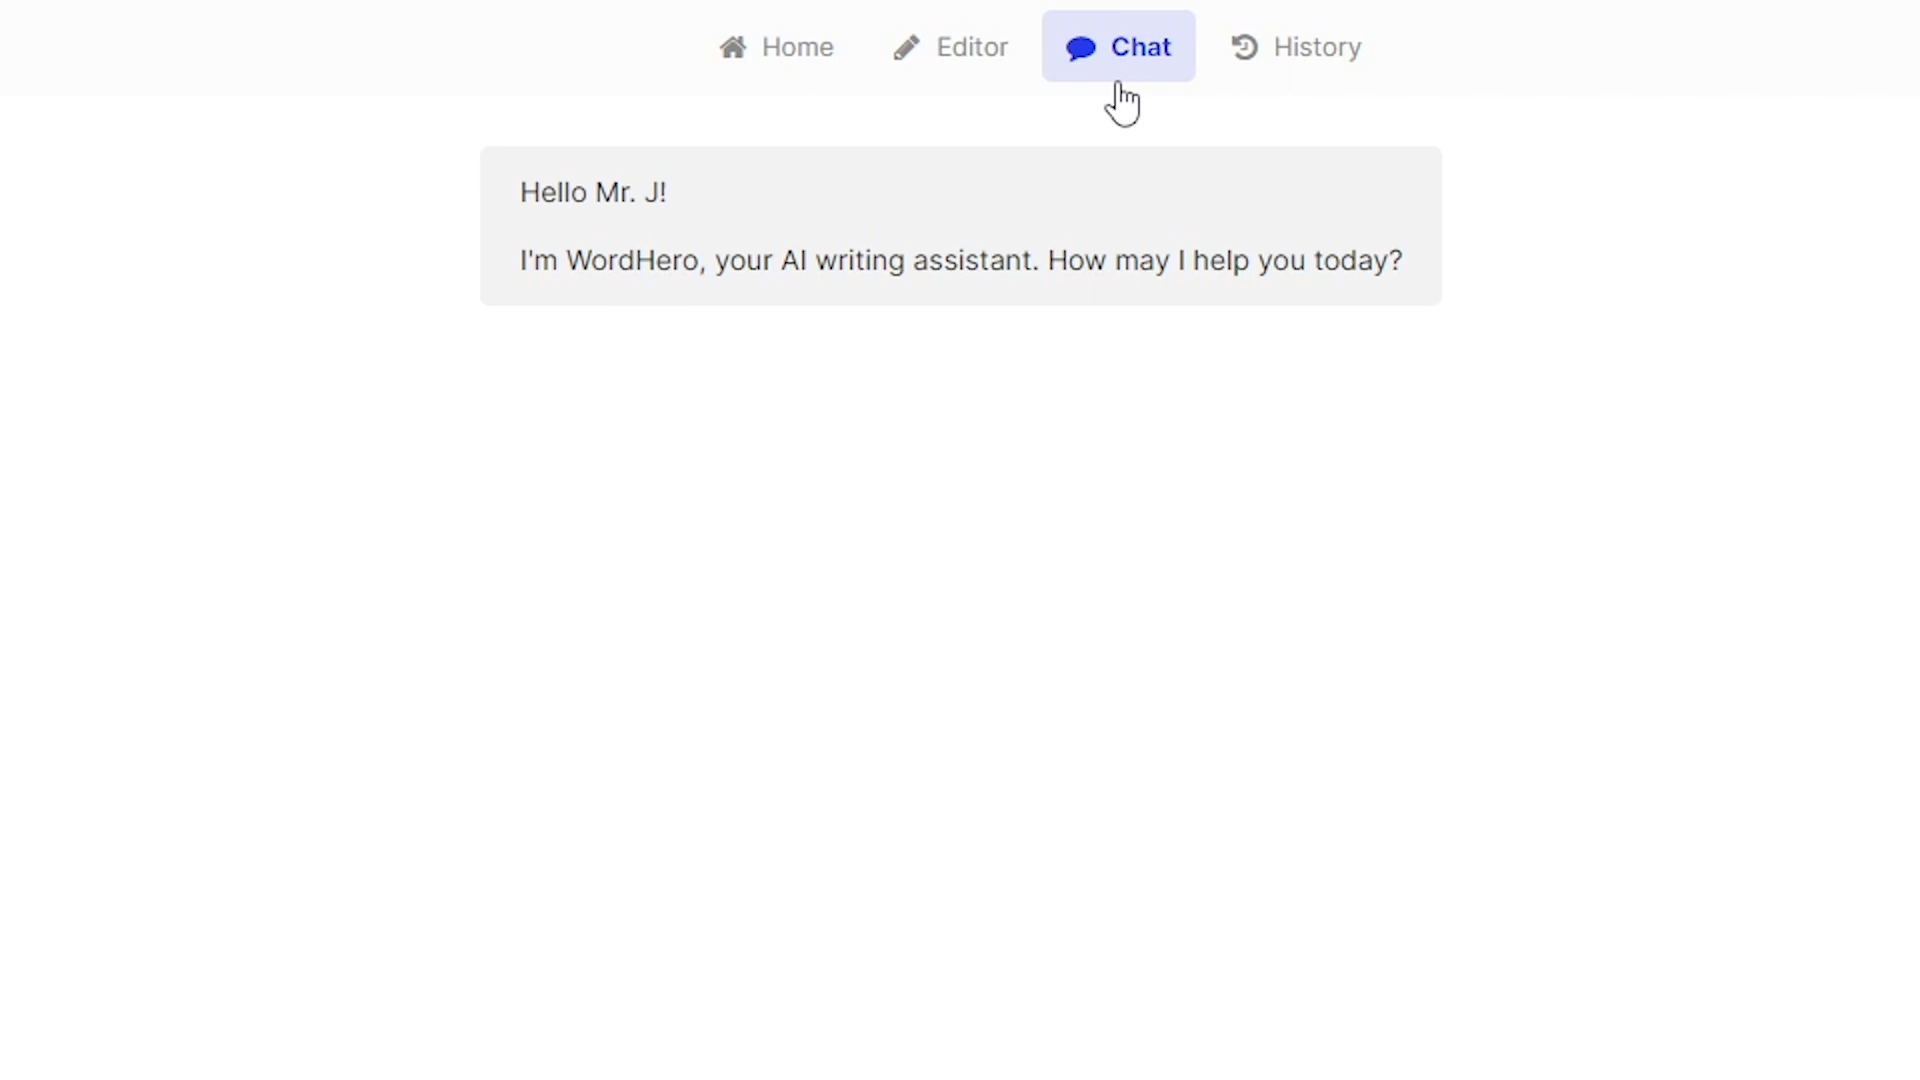 Home Editor Chat History
Hello Mr. J!
I'm WordHero, your AI writing assistant. How may I help you today?